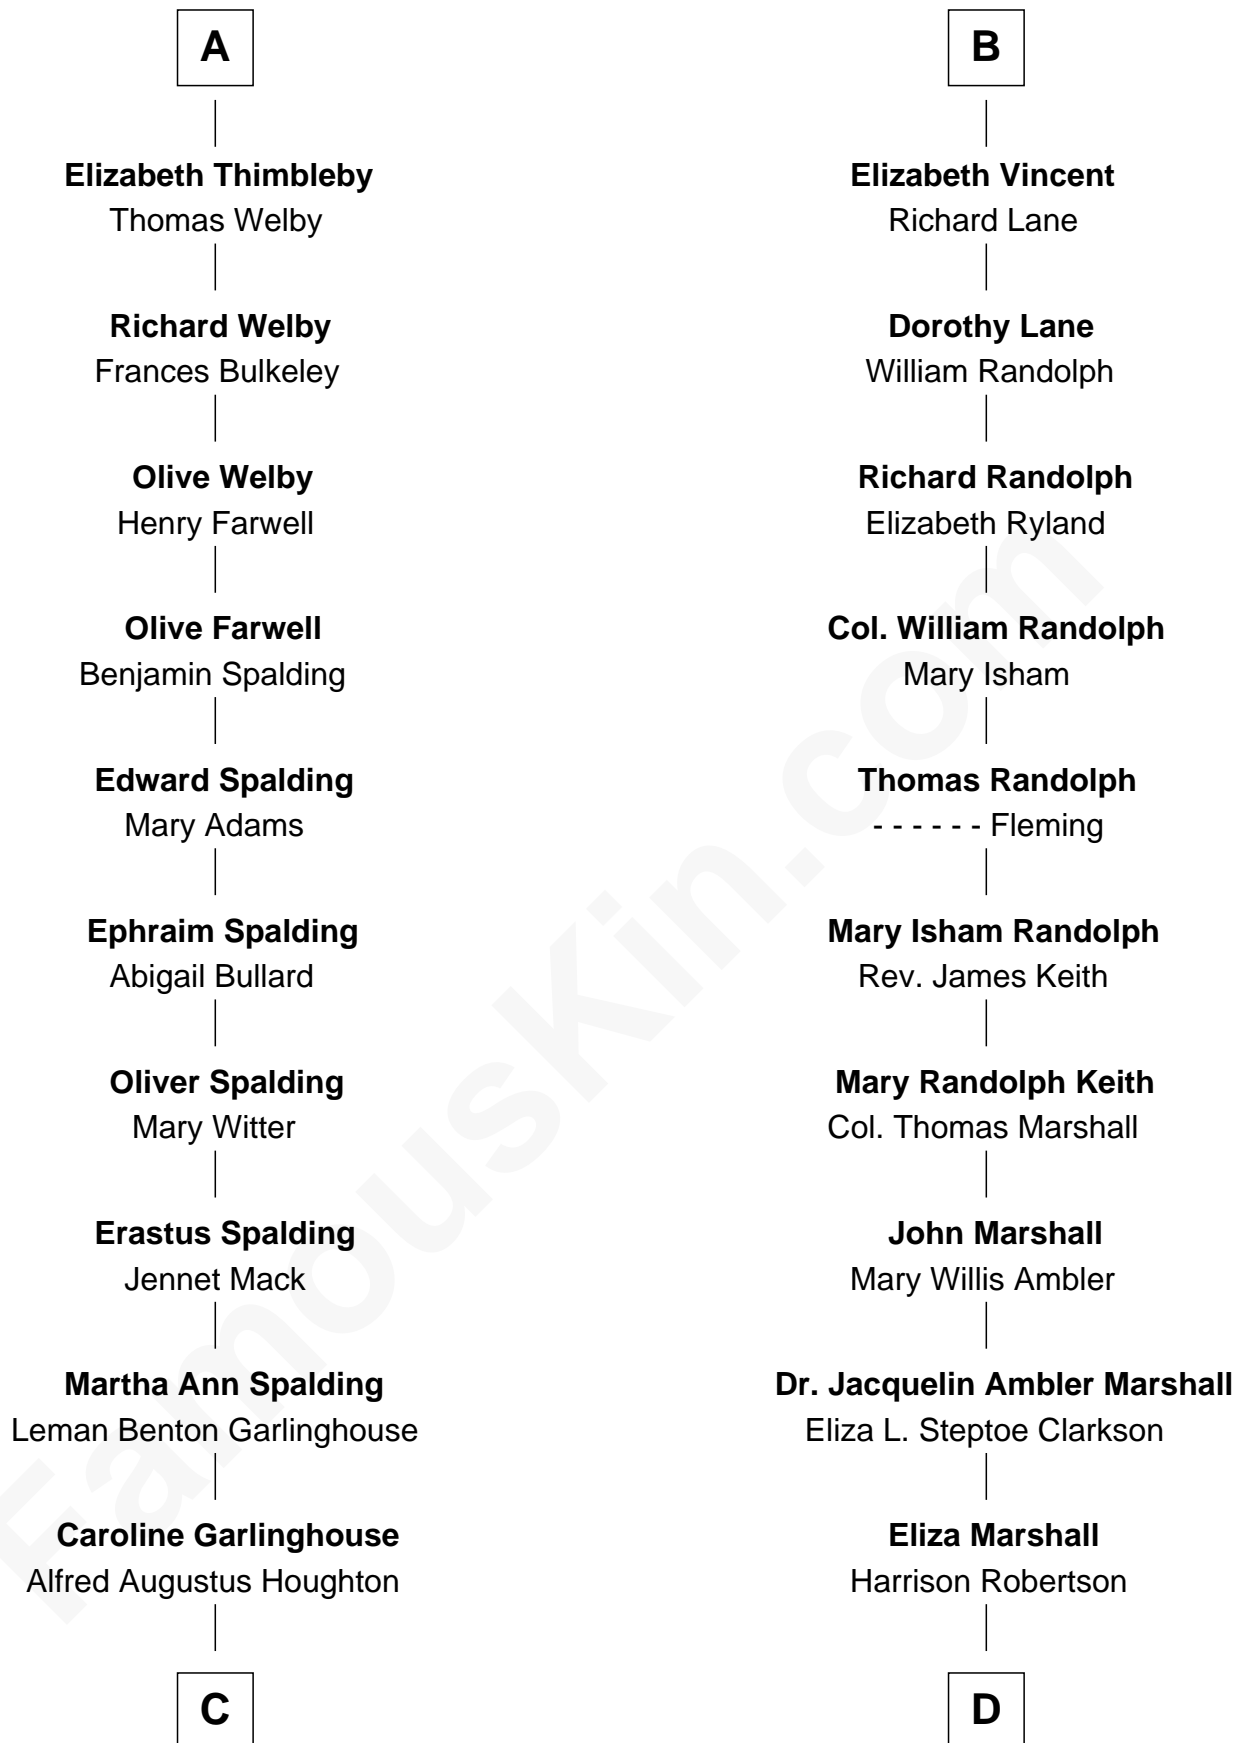 A
Elizabeth Thimbleby
Thomas Welby
Richard Welby
Frances Bulkeley
Olive Welby
Henry Farwell
Olive Farwell
Benjamin Spalding
Edward Spalding
Mary Adams
Ephraim Spalding
Abigail Bullard
Oliver Spalding
Mary Witter
Erastus Spalding
Jennet Mack
Martha Ann Spalding
Leman Benton Garlinghouse
Caroline Garlinghouse
Alfred Augustus Houghton
C
B
Elizabeth Vincent
Richard Lane
Dorothy Lane
William Randolph
Richard Randolph
Elizabeth Ryland
Col. William Randolph
Mary Isham
Thomas Randolph
- - - - - - Fleming
Mary Isham Randolph
Rev. James Keith
Mary Randolph Keith
Col. Thomas Marshall
John Marshall
Mary Willis Ambler
Dr. Jacquelin Ambler Marshall
Eliza L. Steptoe Clarkson
Eliza Marshall
Harrison Robertson
D
FamousKin.com